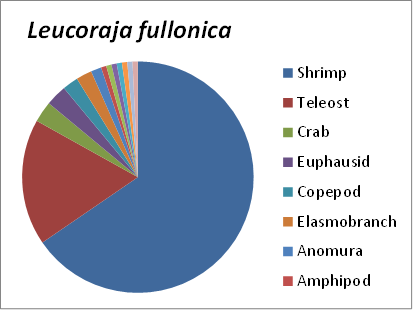 Leucoraja fullonica
Shrimp
Teleost
Crab
Euphausid
Copepod
Elasmobranch
Anomura
Amphipod